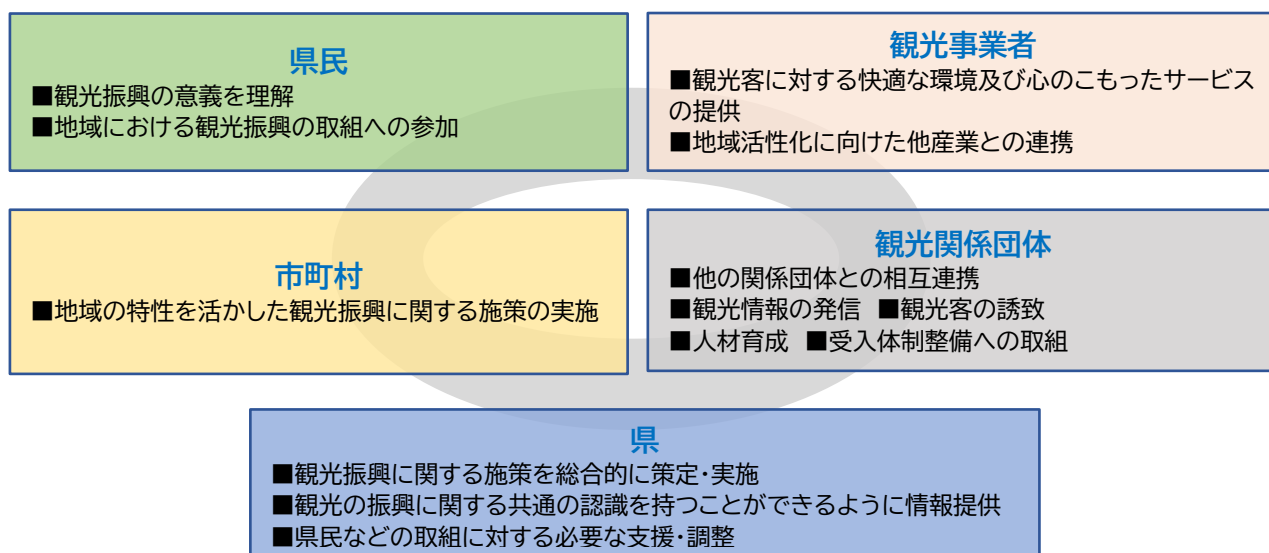 県民
■観光振興の意義を理解
■地域における観光振興の取組への参加
観光事業者
■観光客に対する快適な環境及び心のこもったサービス
の提供
■地域活性化に向けた他産業との連携
市町村
■地域の特性を活かした観光振興に関する施策の実施
観光関係団体
■他の関係団体との相互連携
■観光情報の発信 ■観光客の誘致
■人材育成 ■受入体制整備への取組
県
■観光振興に関する施策を総合的に策定・実施
■観光の振興に関する共通の認識を持つことができるように情報提供
■県民などの取組に対する必要な支援・調整